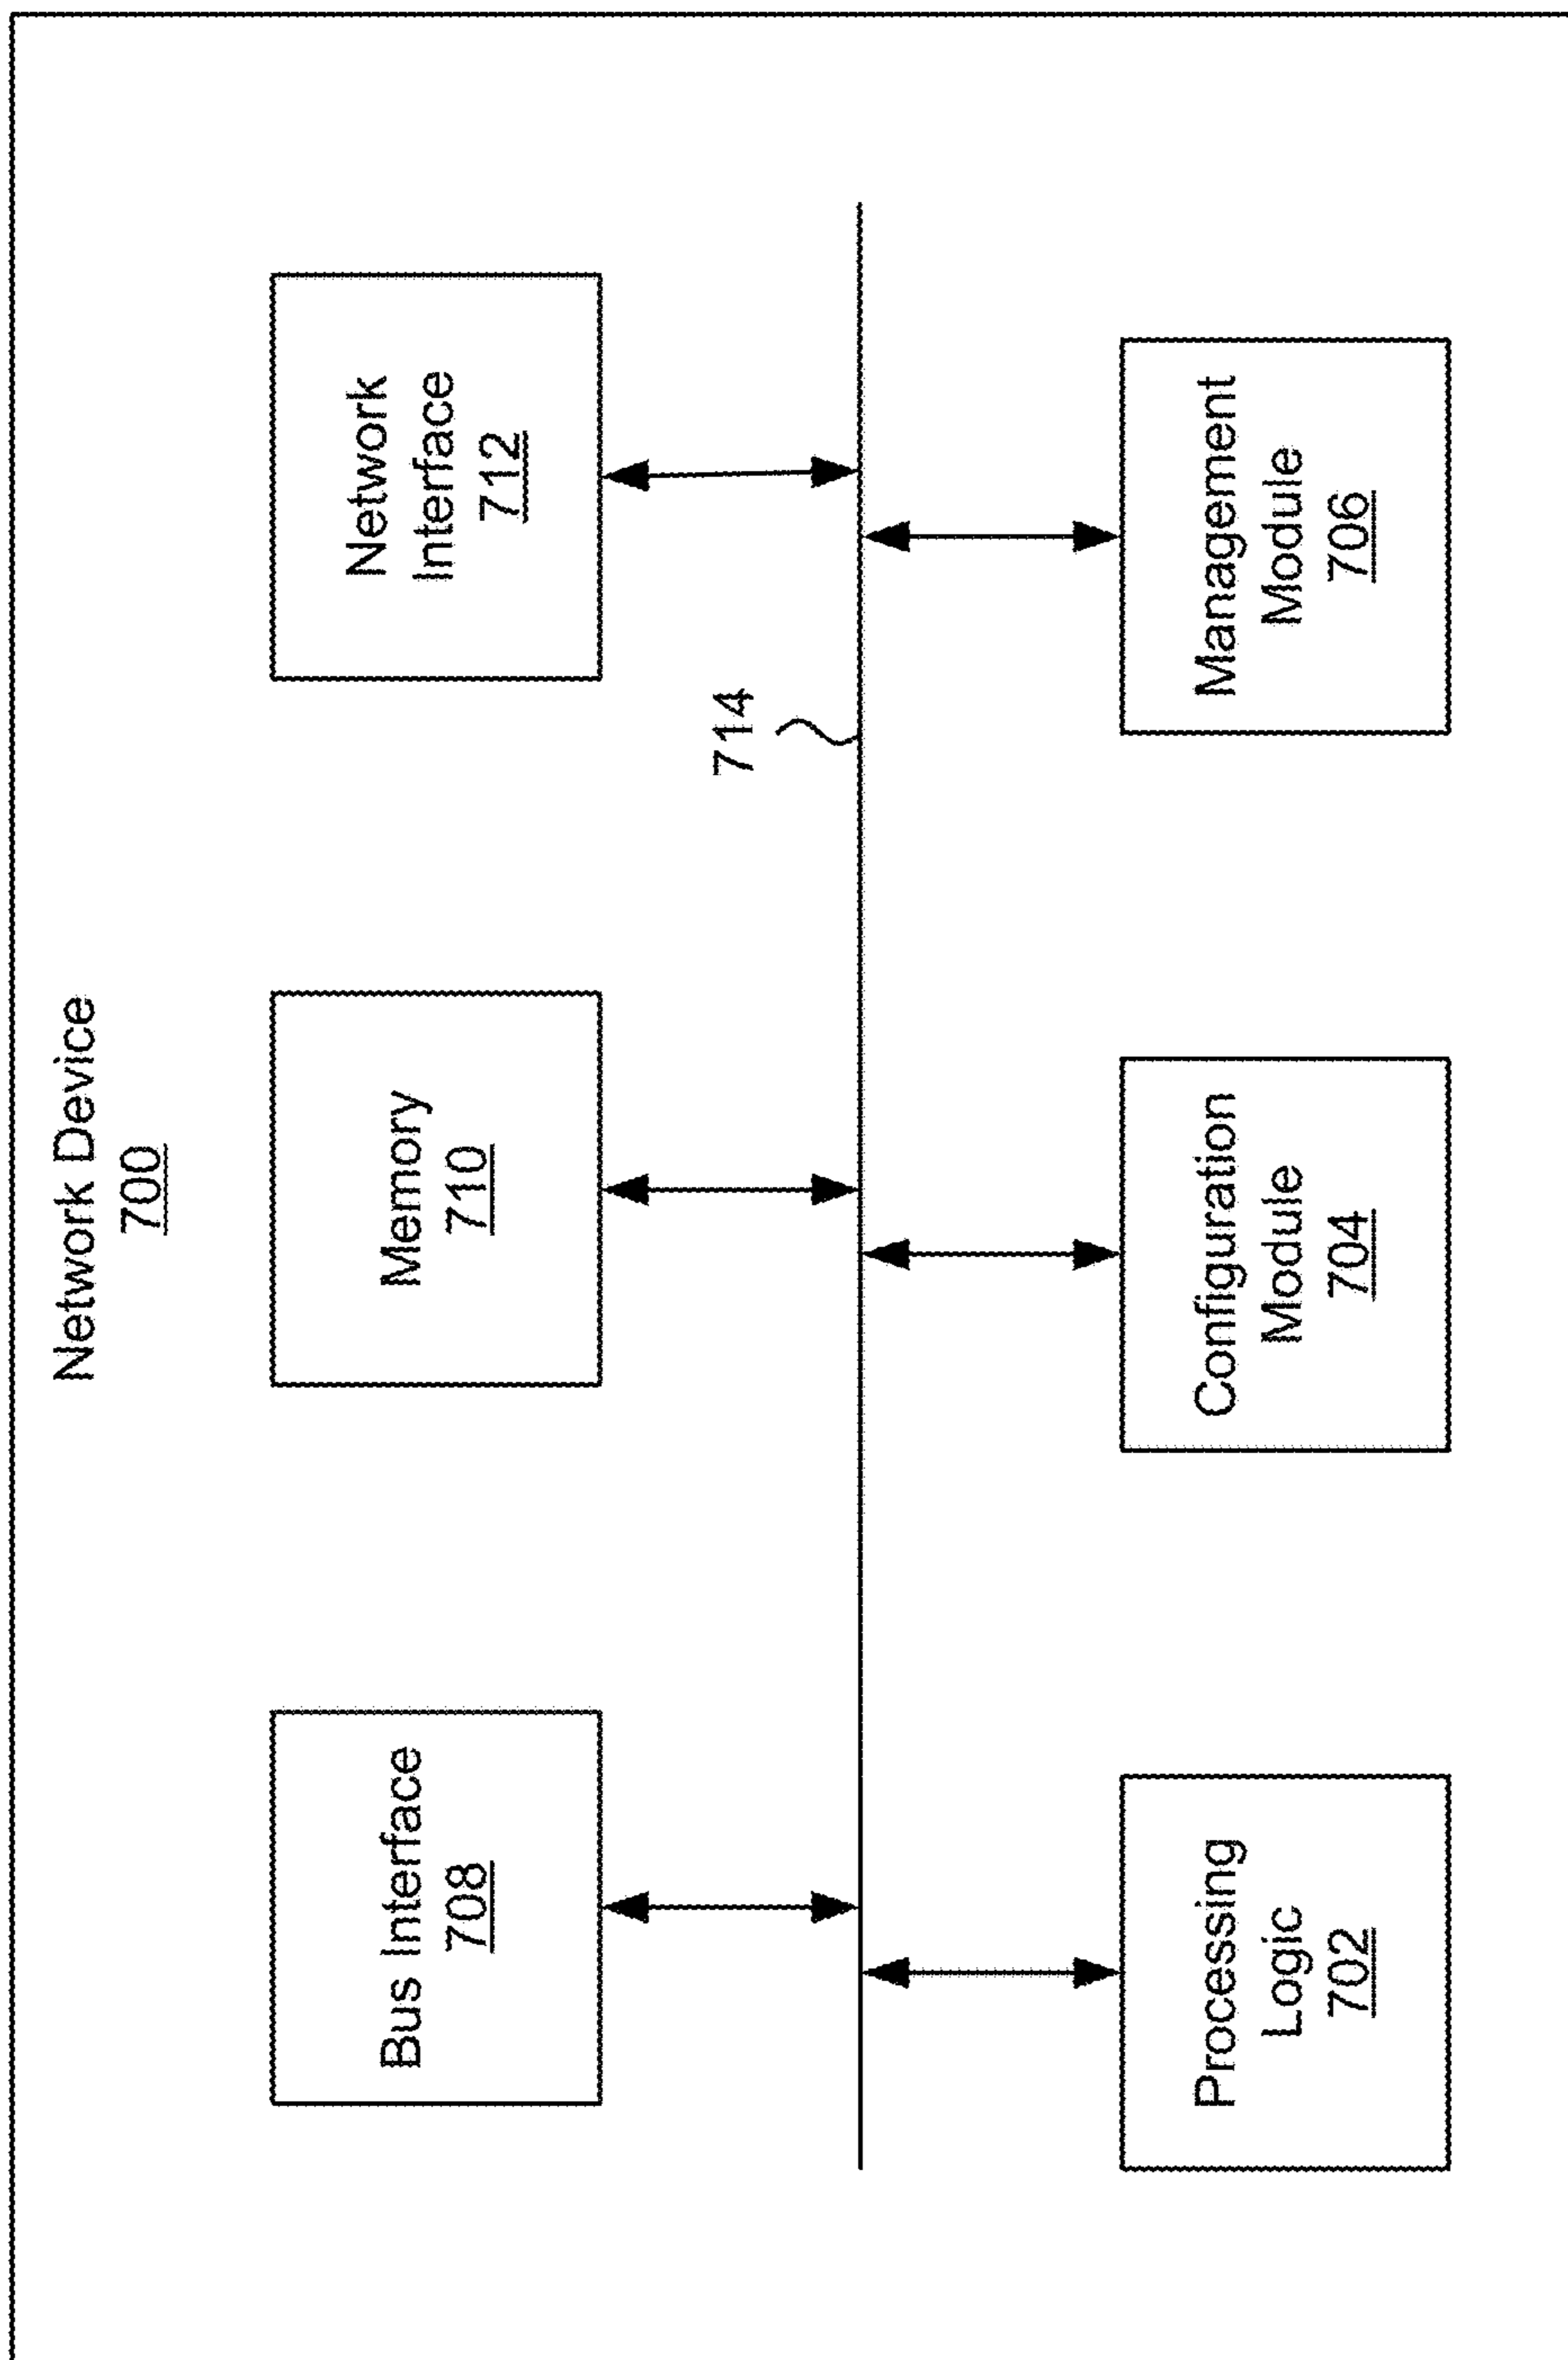 Network Device
700
Bus Interface
708
Memory
710
Network
Interface
712
714
Processing
Logic
702
Configuration
Module
704
Management
Module
706